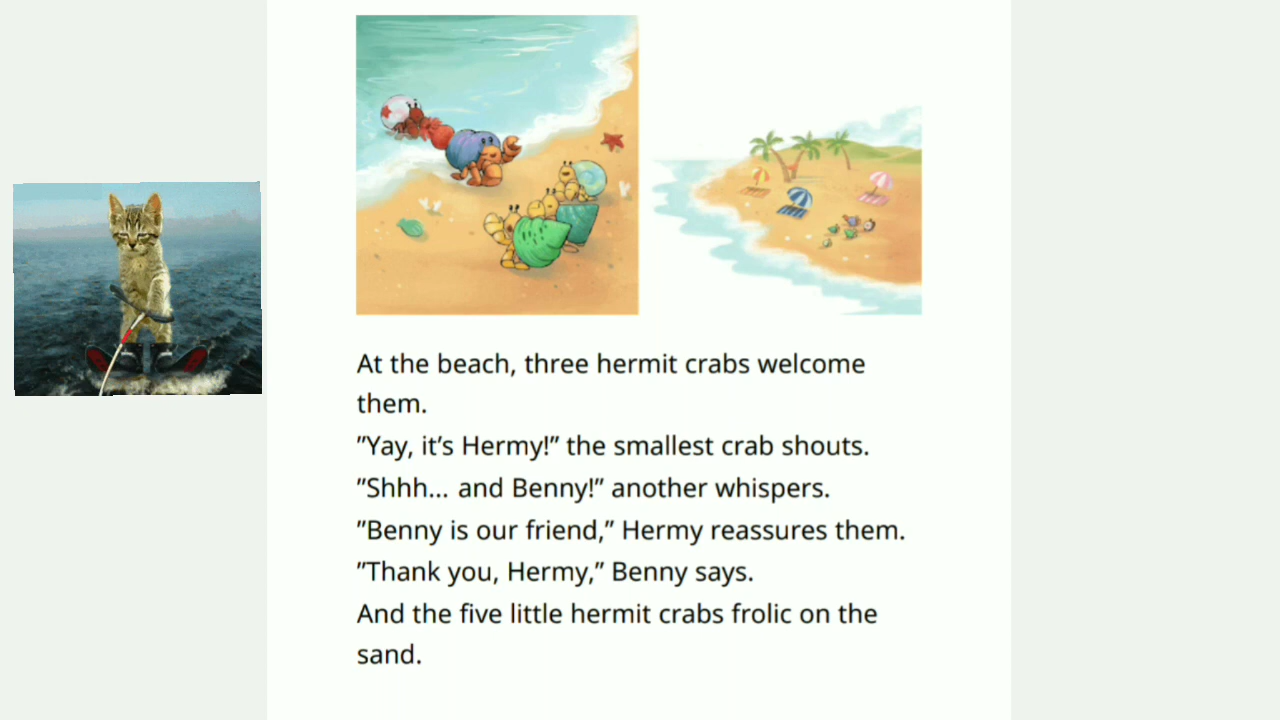 At the beach, three hermit crabs welcome
them.
”Yay, it’s Hermy!” the smallest crab shouts.
”Shhh... and Benny!” another whispers.
”Benny is our friend,” Hermy reassures them.
”Thank you, Hermy,” Benny says.
And the five little hermit crabs frolic on the
sand.